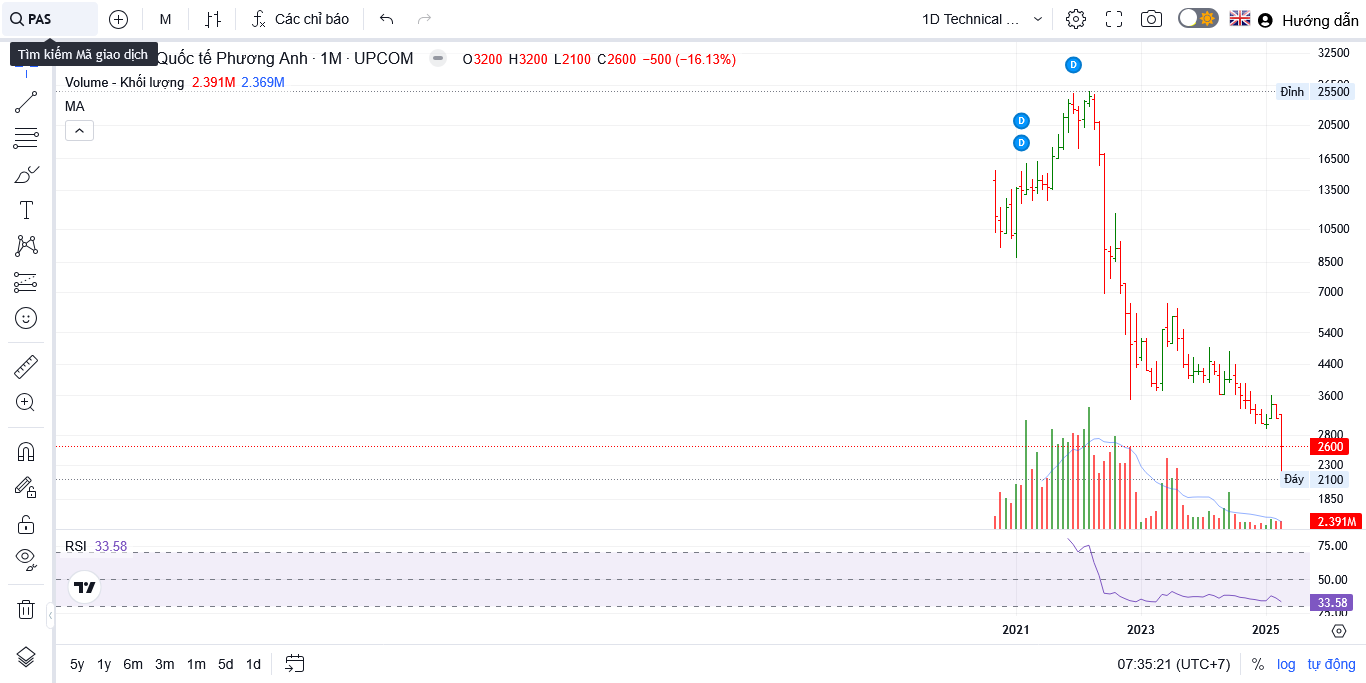 PAS M Các chỉ báo 1D Technical ... Hướng dẫn
Tìm kiếm Mã giao dịch
Quốc tế Phương Anh · 1M · UPCOM O3200 H3200 L2100 C2600 −500 (−16.13%)
Volume - Khối lượng 2.391M 2.369M
MA
D
D
D
32500
Đỉnh 25500
20500
16500
13500
10500
8500
7000
5400
4400
3600
2800
2600
2300
Đáy 2100
1850
2.391M
RSI 33.58
75.00
50.00
33.58
25.00
2021 2023 2025
5y 1y 6m 3m 1m 5d 1d 07:35:21 (UTC+7) % log tự động